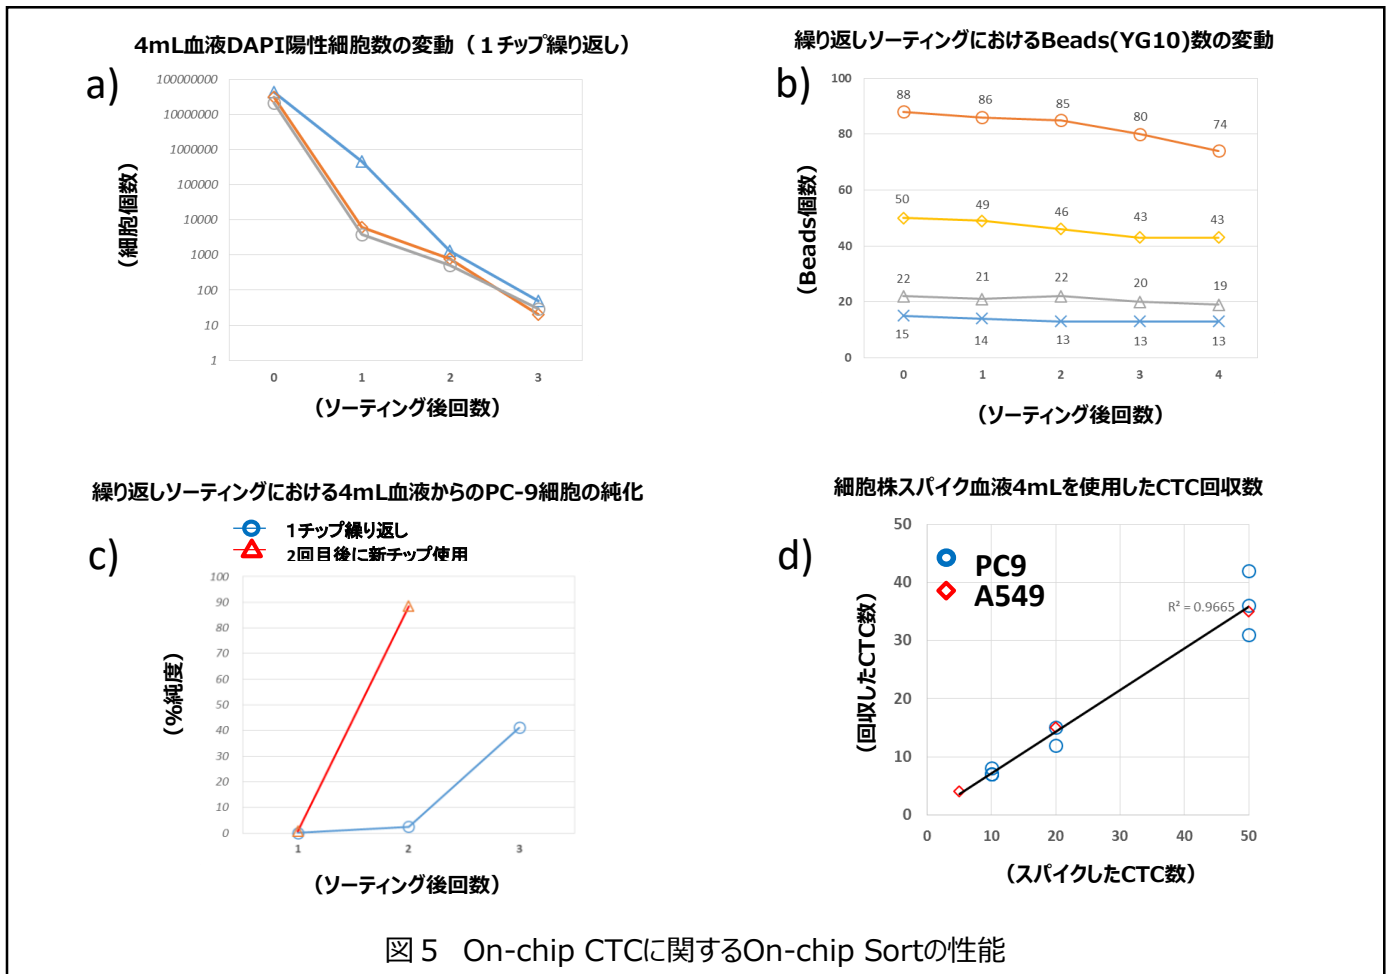 4mL血液DAPI陽性細胞数の変動（１チップ繰り返し）
a)
100000000
10000000
1000000
100000
10000
1000
100
10
1
（細胞個数）
0 1 2 3
（ソーティング後回数）
繰り返しソーティングにおけるBeads(YG10)数の変動
b)
100
80
60
40
20
0
（Beads個数）
88 86 85 80 74
50 49 46 43 43
22 21 22 20 19
15 14 13 13 13
0 1 2 3 4
（ソーティング後回数）
繰り返しソーティングにおける4mL血液からのPC-9細胞の純化
1チップ繰り返し
2回目後に新チップ使用
c)
100
90
80
70
60
50
40
30
20
10
0
（%純度）
1 2 3
（ソーティング後回数）
細胞株スパイク血液4mLを使用したCTC回収数
d)
PC9
A549
R² = 0.9665
50
40
30
20
10
0
（回収したCTC数）
0 10 20 30 40 50
（スパイクしたCTC数）
図５ On-chip CTCに関するOn-chip Sortの性能